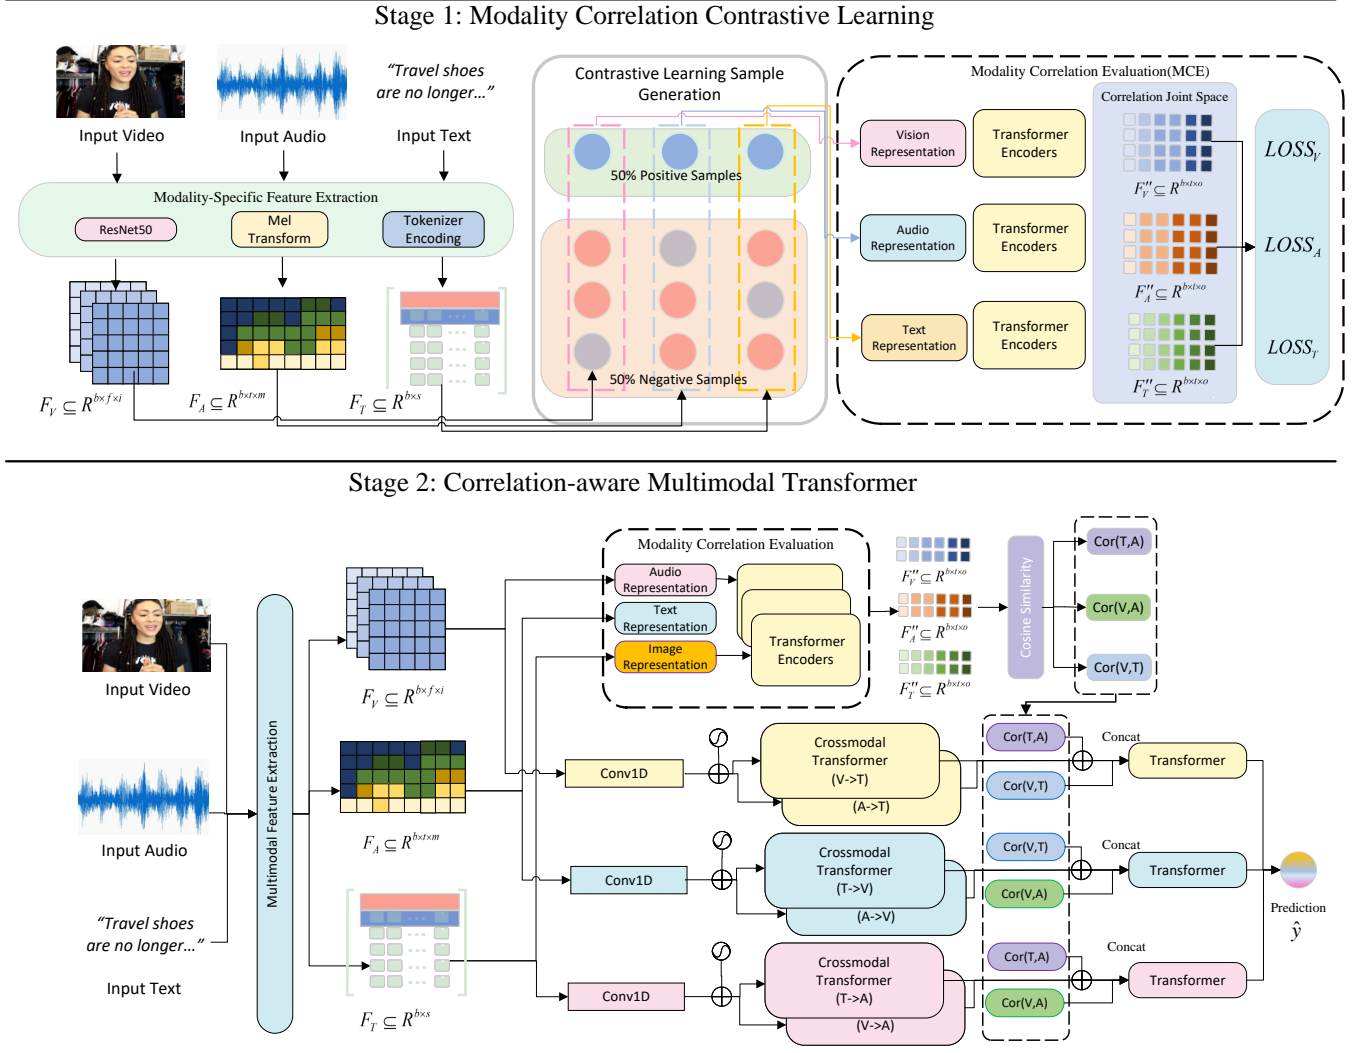 Stage 1: Modality Correlation Contrastive Learning
“Travel shoes
are no longer…”
Input Video
Input Audio
Input Text
Modality-Specific Feature Extraction
ResNet50
Mel
Transform
Tokenizer
Encoding
F_V ⊆ R^{b×f×i}
F_A ⊆ R^{b×t×m}
F_T ⊆ R^{b×s}
Contrastive Learning Sample
Generation
50% Positive Samples
50% Negative Samples
Modality Correlation Evaluation(MCE)
Vision
Representation
Transformer
Encoders
Audio
Representation
Transformer
Encoders
Text
Representation
Transformer
Encoders
Correlation Joint Space
F''_V ⊆ R^{b×t×o}
F''_A ⊆ R^{b×t×o}
F''_T ⊆ R^{b×t×o}
LOSS_V
LOSS_A
LOSS_T
Stage 2: Correlation-aware Multimodal Transformer
Input Video
Input Audio
“Travel shoes
are no longer…”
Input Text
Multimodal Feature Extraction
F_V ⊆ R^{b×f×i}
F_A ⊆ R^{b×t×m}
F_T ⊆ R^{b×s}
Modality Correlation Evaluation
Audio
Representation
Text
Representation
Image
Representation
Transformer
Encoders
F''_V ⊆ R^{b×t×o}
F''_A ⊆ R^{b×t×o}
F''_T ⊆ R^{b×t×o}
Cosine Similarity
Cor(T,A)
Cor(V,A)
Cor(V,T)
Conv1D
Crossmodal
Transformer
(V->T)
(A->T)
Cor(T,A)
Cor(V,T)
Concat
Transformer
Conv1D
Crossmodal
Transformer
(T->V)
(A->V)
Cor(V,T)
Cor(V,A)
Concat
Transformer
Conv1D
Crossmodal
Transformer
(T->A)
(V->A)
Cor(T,A)
Cor(V,A)
Concat
Transformer
Prediction
ŷ